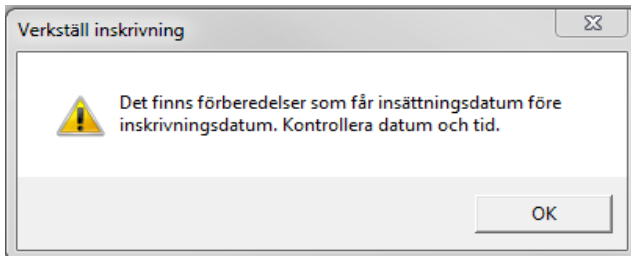 Verkställ inskrivning
Det finns förberedelser som får insättningsdatum före
inskrivningsdatum. Kontrollera datum och tid.
OK